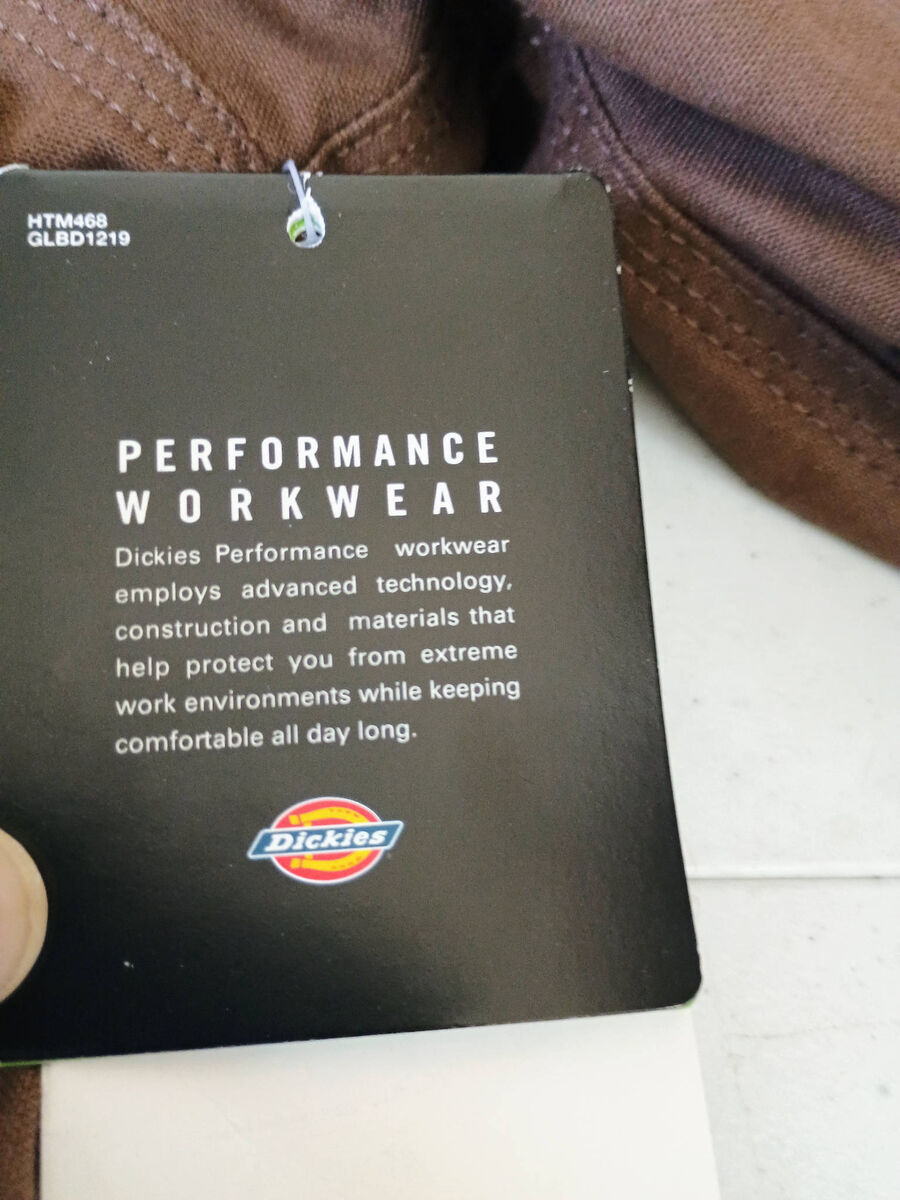 HTM468
GLBD1219
PERFORMANCE
WORKWEAR
Dickies Performance workwear
employs advanced technology,
construction and materials that
help protect you from extreme
work environments while keeping
comfortable all day long.
Dickies